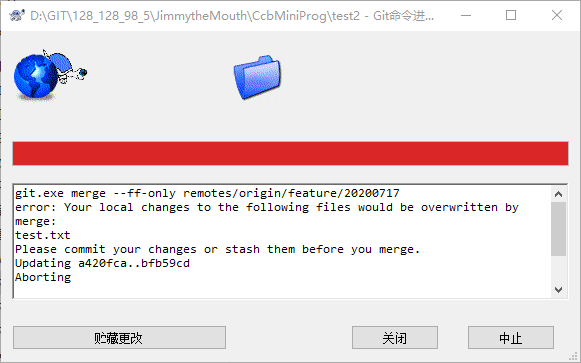 D:\GIT\128_128_98_5\JimmytheMouth\CcbMiniProg\test2 - Git命令进...
git.exe merge --ff-only remotes/origin/feature/20200717
error: Your local changes to the following files would be overwritten by
merge:
test.txt
Please commit your changes or stash them before you merge.
Updating a420fca..bfb59cd
Aborting
贮藏更改
关闭
中止